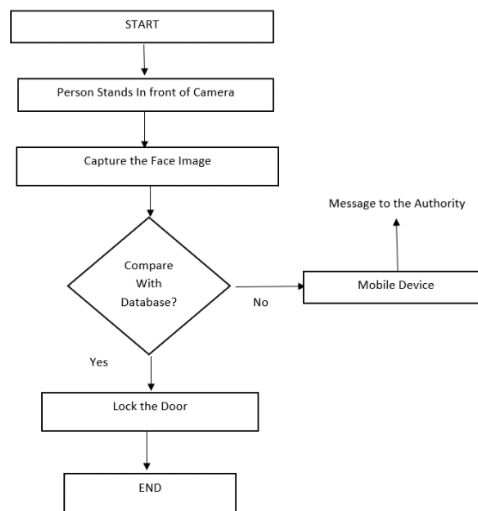 START
Person Stands In front of Camera
Capture the Face Image
Message to the Authority
Compare
With
Database?
No
Mobile Device
Yes
Lock the Door
END